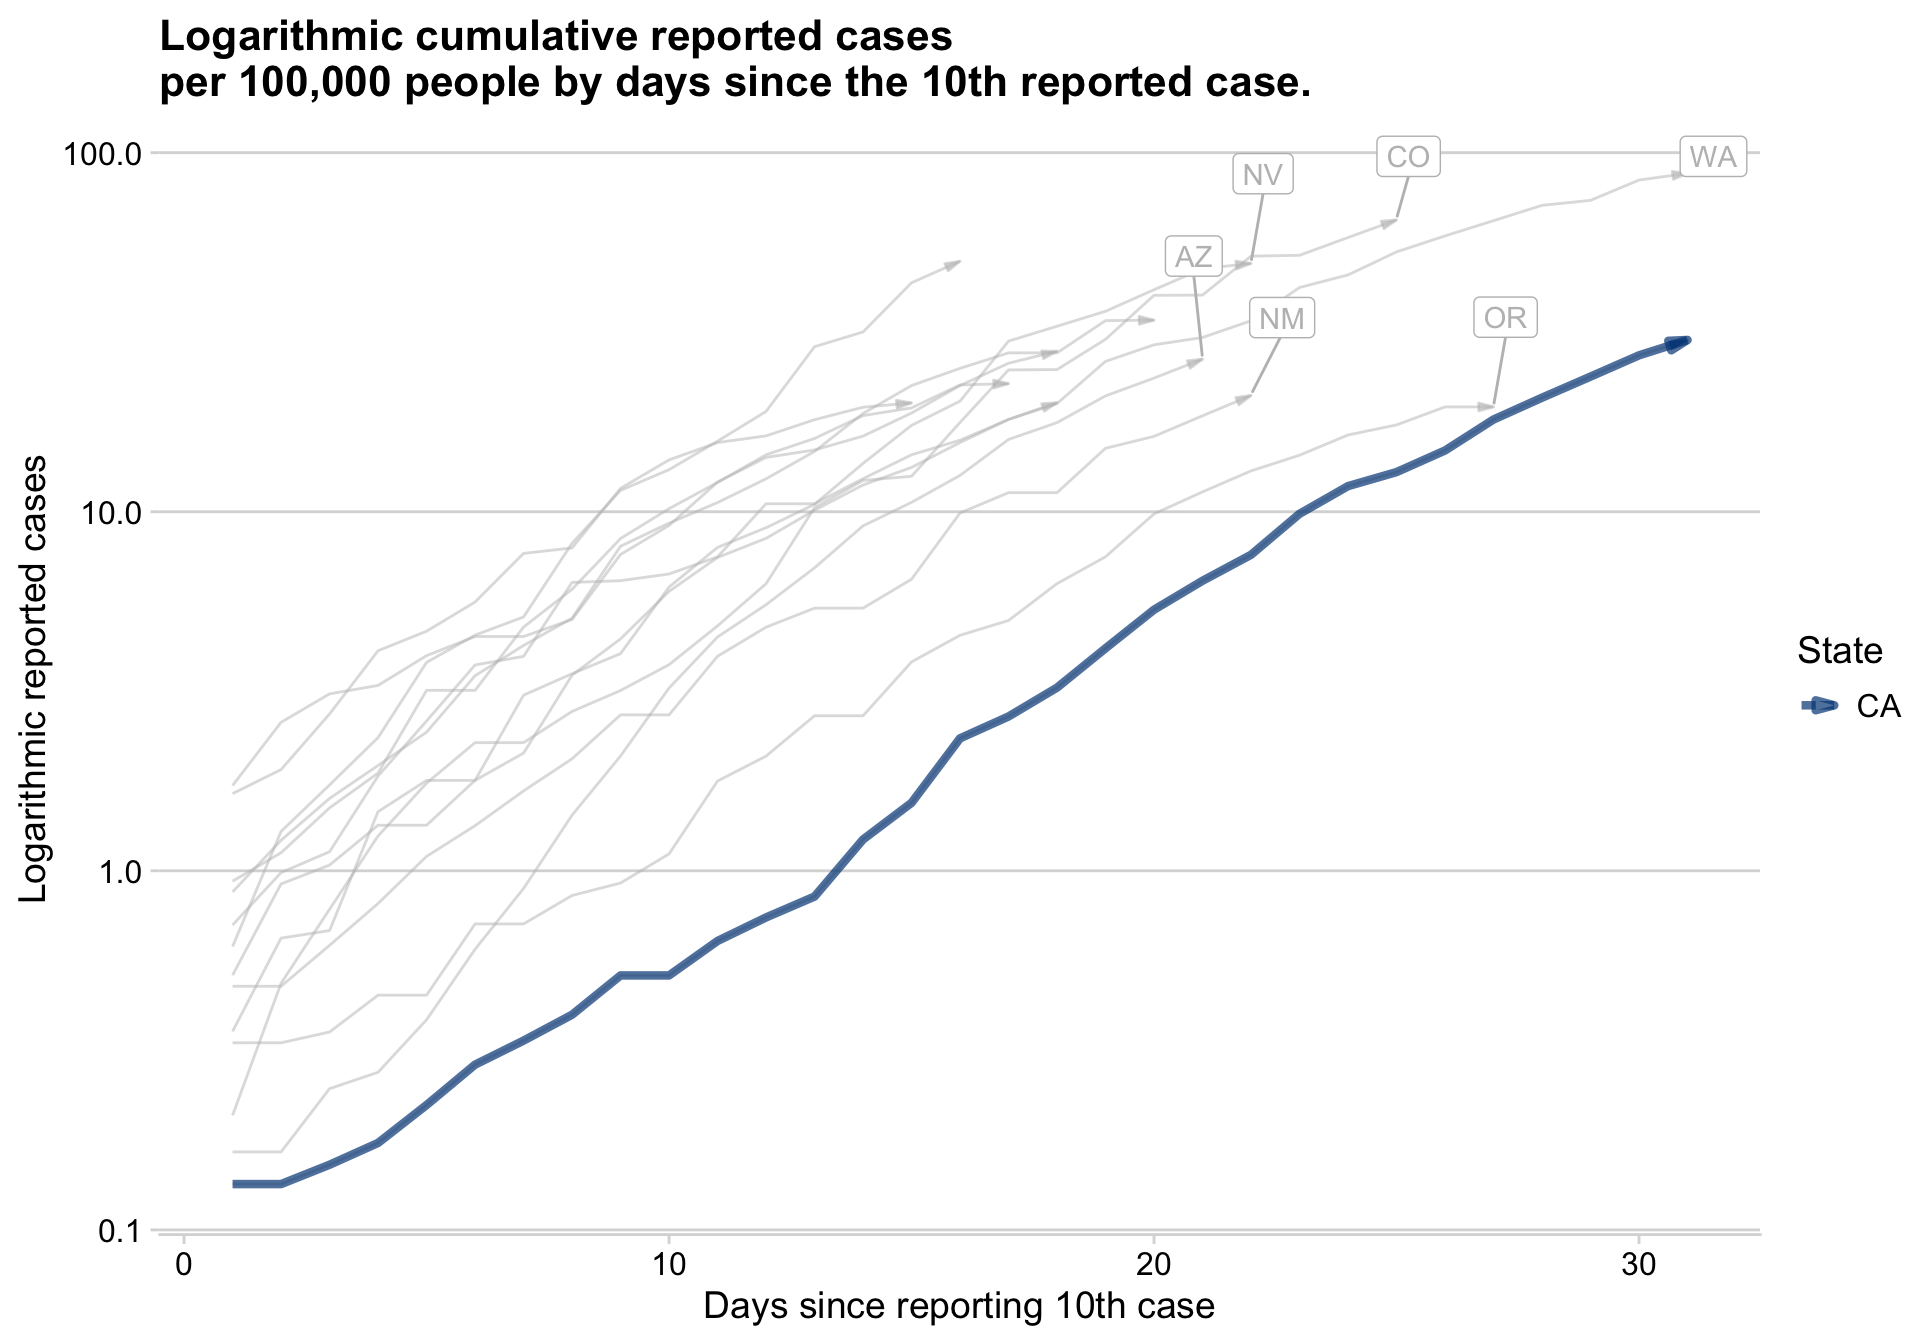 Logarithmic cumulative reported cases
per 100,000 people by days since the 10th reported case.
100.0
10.0
1.0
0.1
Logarithmic reported cases
NV
CO
WA
AZ
NM
OR
State
CA
0
10
20
30
Days since reporting 10th case